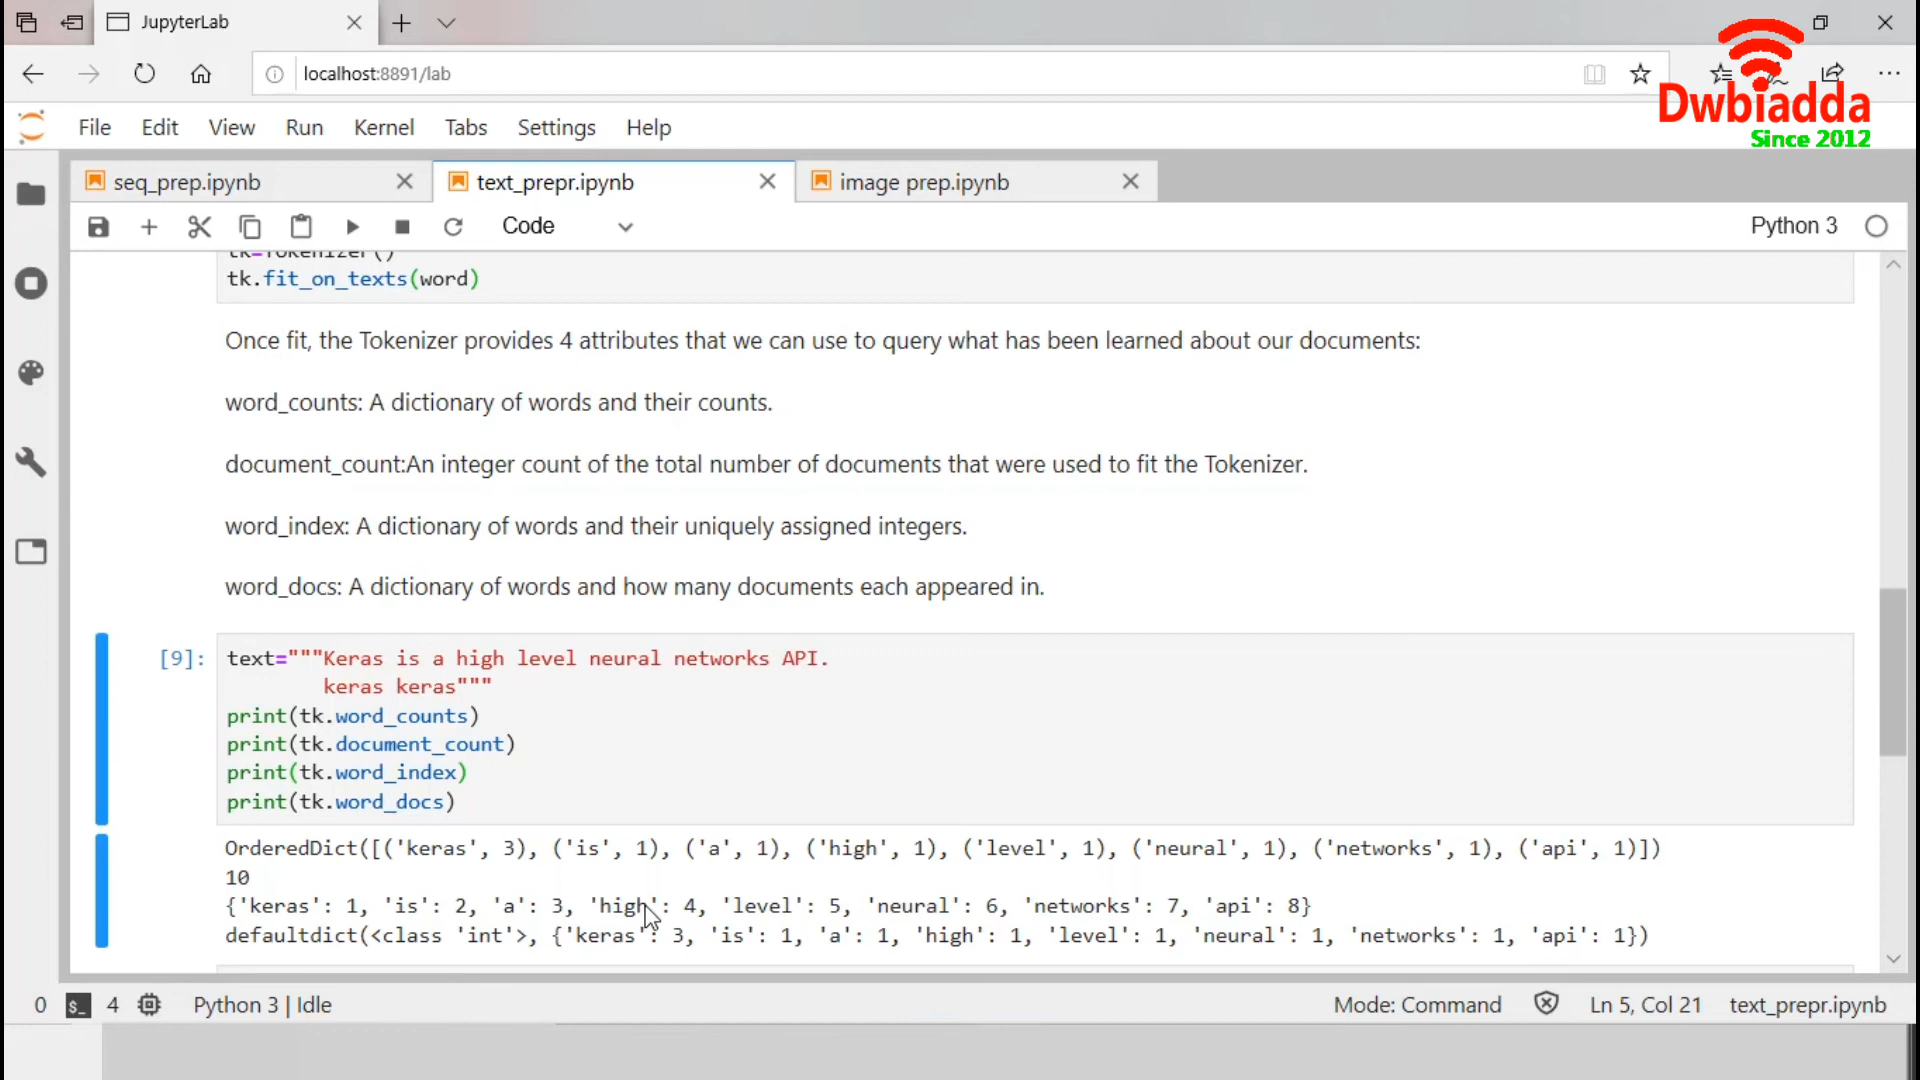 JupyterLab
localhost:8891/lab
Dwbiadda
Since 2012
File Edit View Run Kernel Tabs Settings Help
seq_prep.ipynb text_prepr.ipynb image prep.ipynb
Code Python 3
tk=Tokenizer()
tk.fit_on_texts(word)
Once fit, the Tokenizer provides 4 attributes that we can use to query what has been learned about our documents:
word_counts: A dictionary of words and their counts.
document_count:An integer count of the total number of documents that were used to fit the Tokenizer.
word_index: A dictionary of words and their uniquely assigned integers.
word_docs: A dictionary of words and how many documents each appeared in.
[9]: text="""Keras is a high level neural networks API.
keras keras"""
print(tk.word_counts)
print(tk.document_count)
print(tk.word_index)
print(tk.word_docs)
OrderedDict([('keras', 3), ('is', 1), ('a', 1), ('high', 1), ('level', 1), ('neural', 1), ('networks', 1), ('api', 1)])
10
{'keras': 1, 'is': 2, 'a': 3, 'high': 4, 'level': 5, 'neural': 6, 'networks': 7, 'api': 8}
defaultdict(<class 'int'>, {'keras': 3, 'is': 1, 'a': 1, 'high': 1, 'level': 1, 'neural': 1, 'networks': 1, 'api': 1})
0 $_ 4 Python 3 | Idle Mode: Command Ln 5, Col 21 text_prepr.ipynb